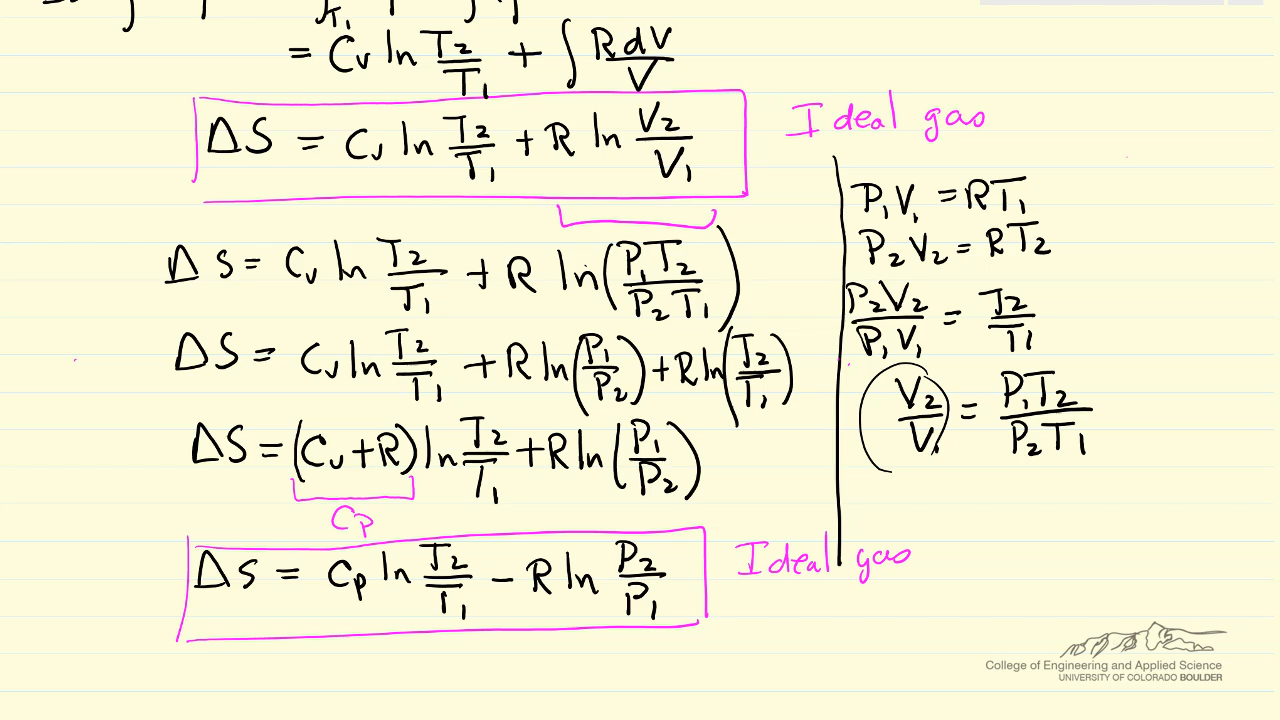 = Cv ln T2/T1 + ∫ R dV/V
ΔS = Cv ln T2/T1 + R ln V2/V1
Ideal gas
ΔS = Cv ln T2/T1 + R ln(P1T2/P2T1)
ΔS = Cv ln T2/T1 + R ln(P1/P2) + R ln(T2/T1)
ΔS = (Cv+R) ln T2/T1 + R ln(P1/P2)
Cp
ΔS = Cp ln T2/T1 − R ln P2/P1
Ideal gas
P1V1 = RT1
P2V2 = RT2
P2V2/P1V1 = T2/T1
V2/V1 = P1T2/P2T1
College of Engineering and Applied Science
UNIVERSITY OF COLORADO BOULDER